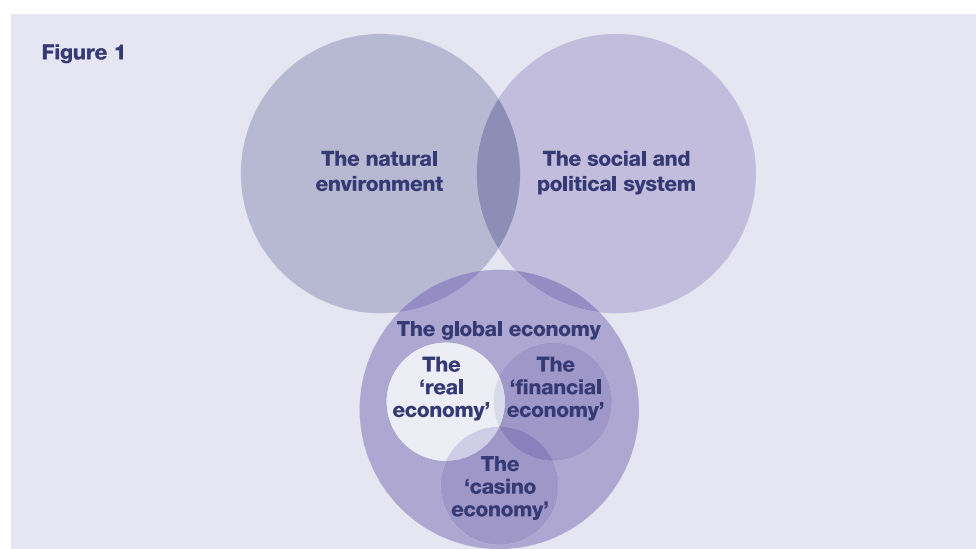 Figure 1
The natural
environment
The social and
political system
The global economy
The
‘real
economy’
The
‘financial
economy’
The
‘casino
economy’